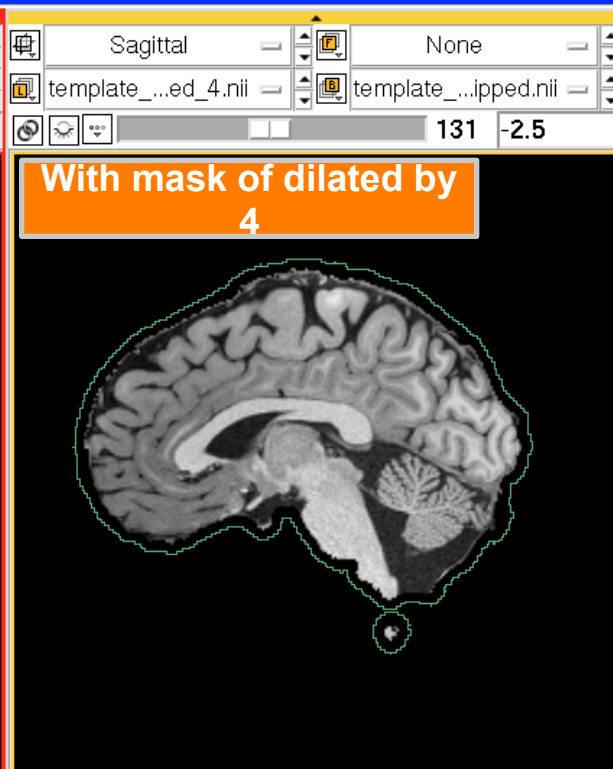 Sagittal
F
None
L
template_...ed_4.nii
B
template_...ipped.nii
131
-2.5
With mask of dilated by
4